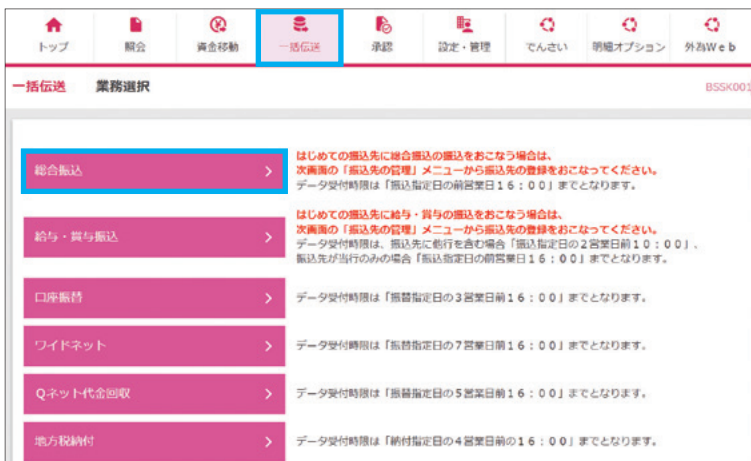 トップ 照会 資金移動 一括伝送 承認 設定・管理 でんさい 明細オプション 外為Web
一括伝送 業務選択 BSSK001
総合振込
はじめての振込先に総合振込の振込をおこなう場合は、
次画面の「振込先の管理」メニューから振込先の登録をおこなってください。
データ受付時限は「振込指定日の前営業日16:00」までとなります。
給与・賞与振込
はじめての振込先に給与・賞与の振込をおこなう場合は、
次画面の「振込先の管理」メニューから振込先の登録をおこなってください。
データ受付時限は、振込先に他行を含む場合「振込指定日の2営業日前10:00」、
振込先が当行のみの場合「振込指定日の前営業日16:00」までとなります。
口座振替
データ受付時限は「振替指定日の3営業日前16:00」までとなります。
ワイドネット
データ受付時限は「振替指定日の7営業日前16:00」までとなります。
Qネット代金回収
データ受付時限は「振替指定日の5営業日前16:00」までとなります。
地方税納付
データ受付時限は「納付指定日の4営業日前の16:00」までとなります。